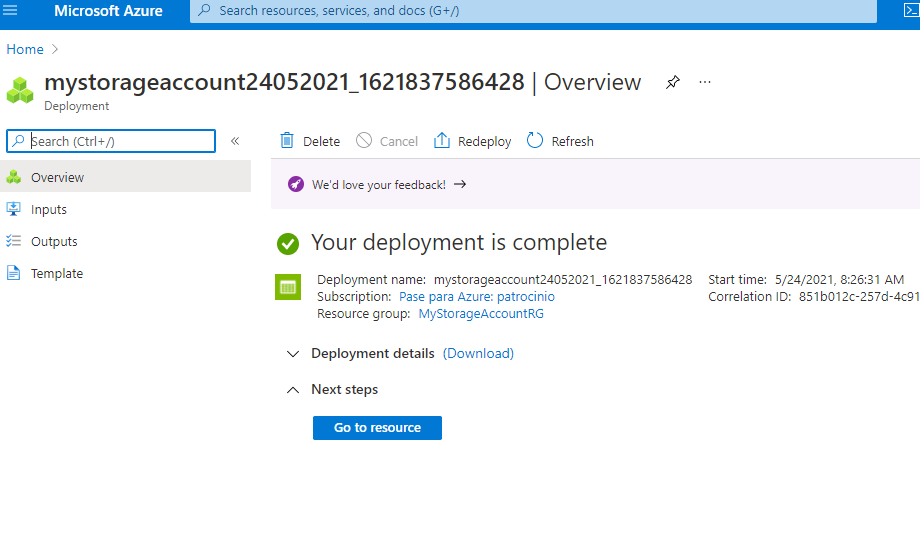 Microsoft Azure
Search resources, services, and docs (G+/)
Home
mystorageaccount24052021_1621837586428 | Overview
Deployment
Search (Ctrl+/)
Overview
Inputs
Outputs
Template
Delete
Cancel
Redeploy
Refresh
We'd love your feedback!
Your deployment is complete
Deployment name: mystorageaccount24052021_1621837586428
Subscription: Pase para Azure: patrocinio
Resource group: MyStorageAccountRG
Start time: 5/24/2021, 8:26:31 AM
Correlation ID: 851b012c-257d-4c91
Deployment details (Download)
Next steps
Go to resource